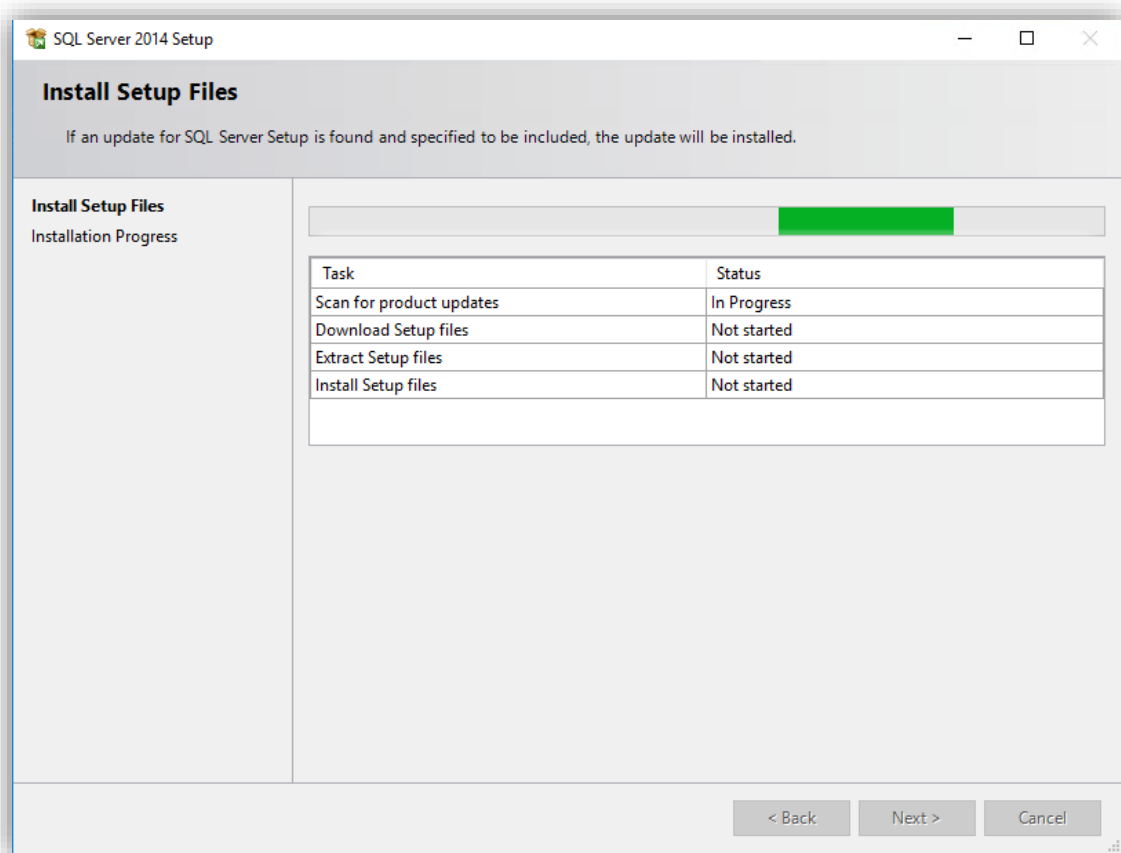 SQL Server 2014 Setup
Install Setup Files
If an update for SQL Server Setup is found and specified to be included, the update will be installed.
Install Setup Files
Installation Progress
Task Status
Scan for product updates In Progress
Download Setup files Not started
Extract Setup files Not started
Install Setup files Not started
< Back Next > Cancel